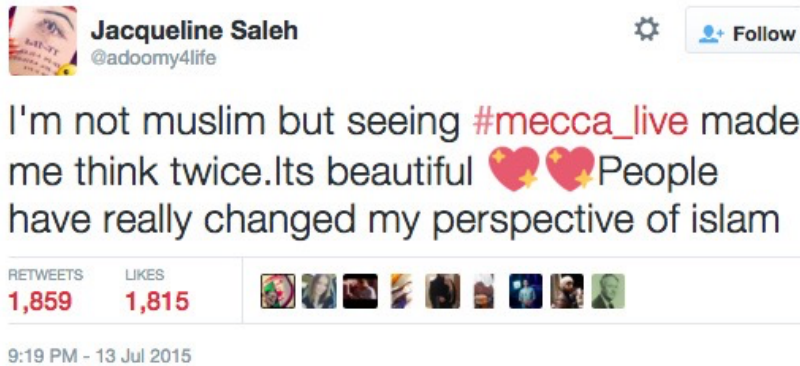 Jacqueline Saleh
@adoomy4life
Follow
I'm not muslim but seeing #mecca_live made
me think twice.Its beautiful 💖💖People
have really changed my perspective of islam
RETWEETS LIKES
1,859 1,815
9:19 PM - 13 Jul 2015